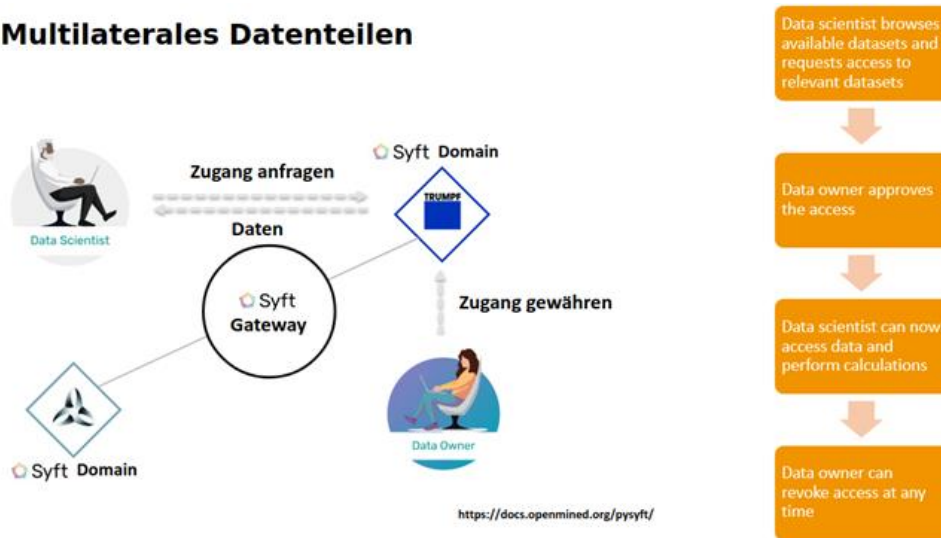 Multilaterales Datenteilen
Data Scientist
Zugang anfragen
Daten
Syft Domain
TRUMPF
Syft
Gateway
Zugang gewähren
Data Owner
Syft Domain
https://docs.openmined.org/pysyft/
Data scientist browses
available datasets and
requests access to
relevant datasets
Data owner approves
the access
Data scientist can now
access data and
perform calculations
Data owner can
revoke access at any
time